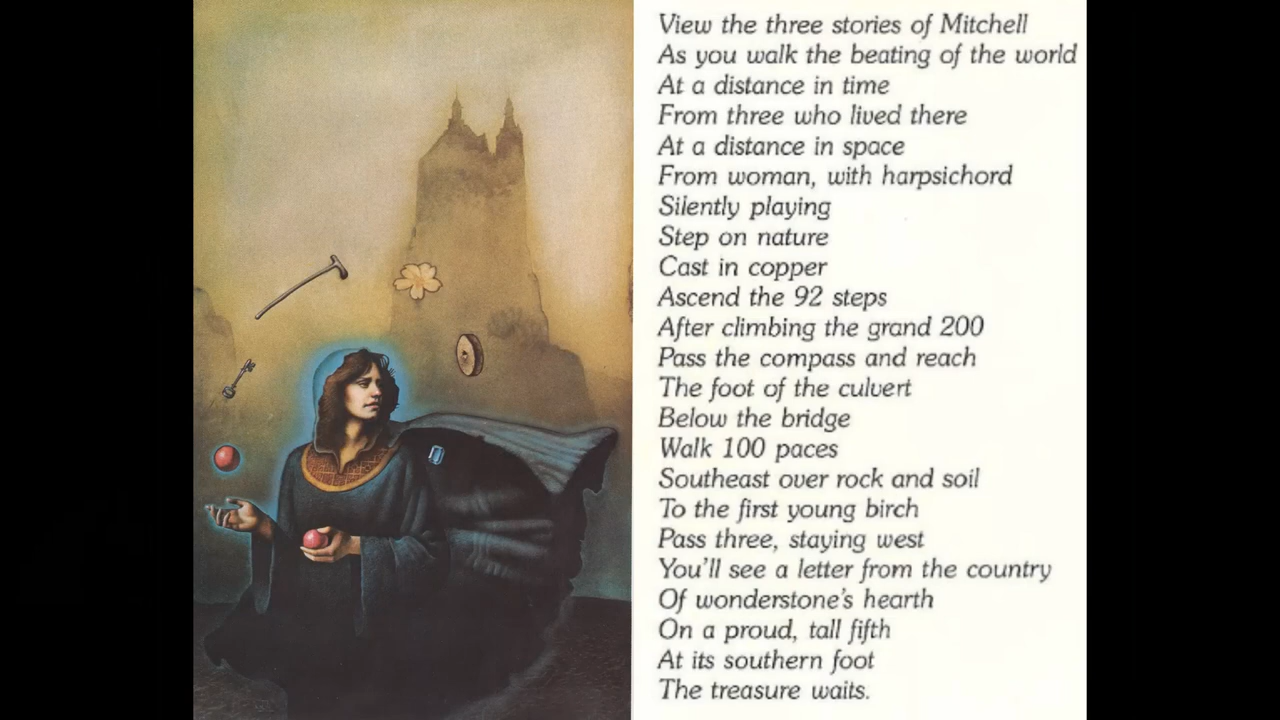 View the three stories of Mitchell
As you walk the beating of the world
At a distance in time
From three who lived there
At a distance in space
From woman, with harpsichord
Silently playing
Step on nature
Cast in copper
Ascend the 92 steps
After climbing the grand 200
Pass the compass and reach
The foot of the culvert
Below the bridge
Walk 100 paces
Southeast over rock and soil
To the first young birch
Pass three, staying west
You'll see a letter from the country
Of wonderstone's hearth
On a proud, tall fifth
At its southern foot
The treasure waits.